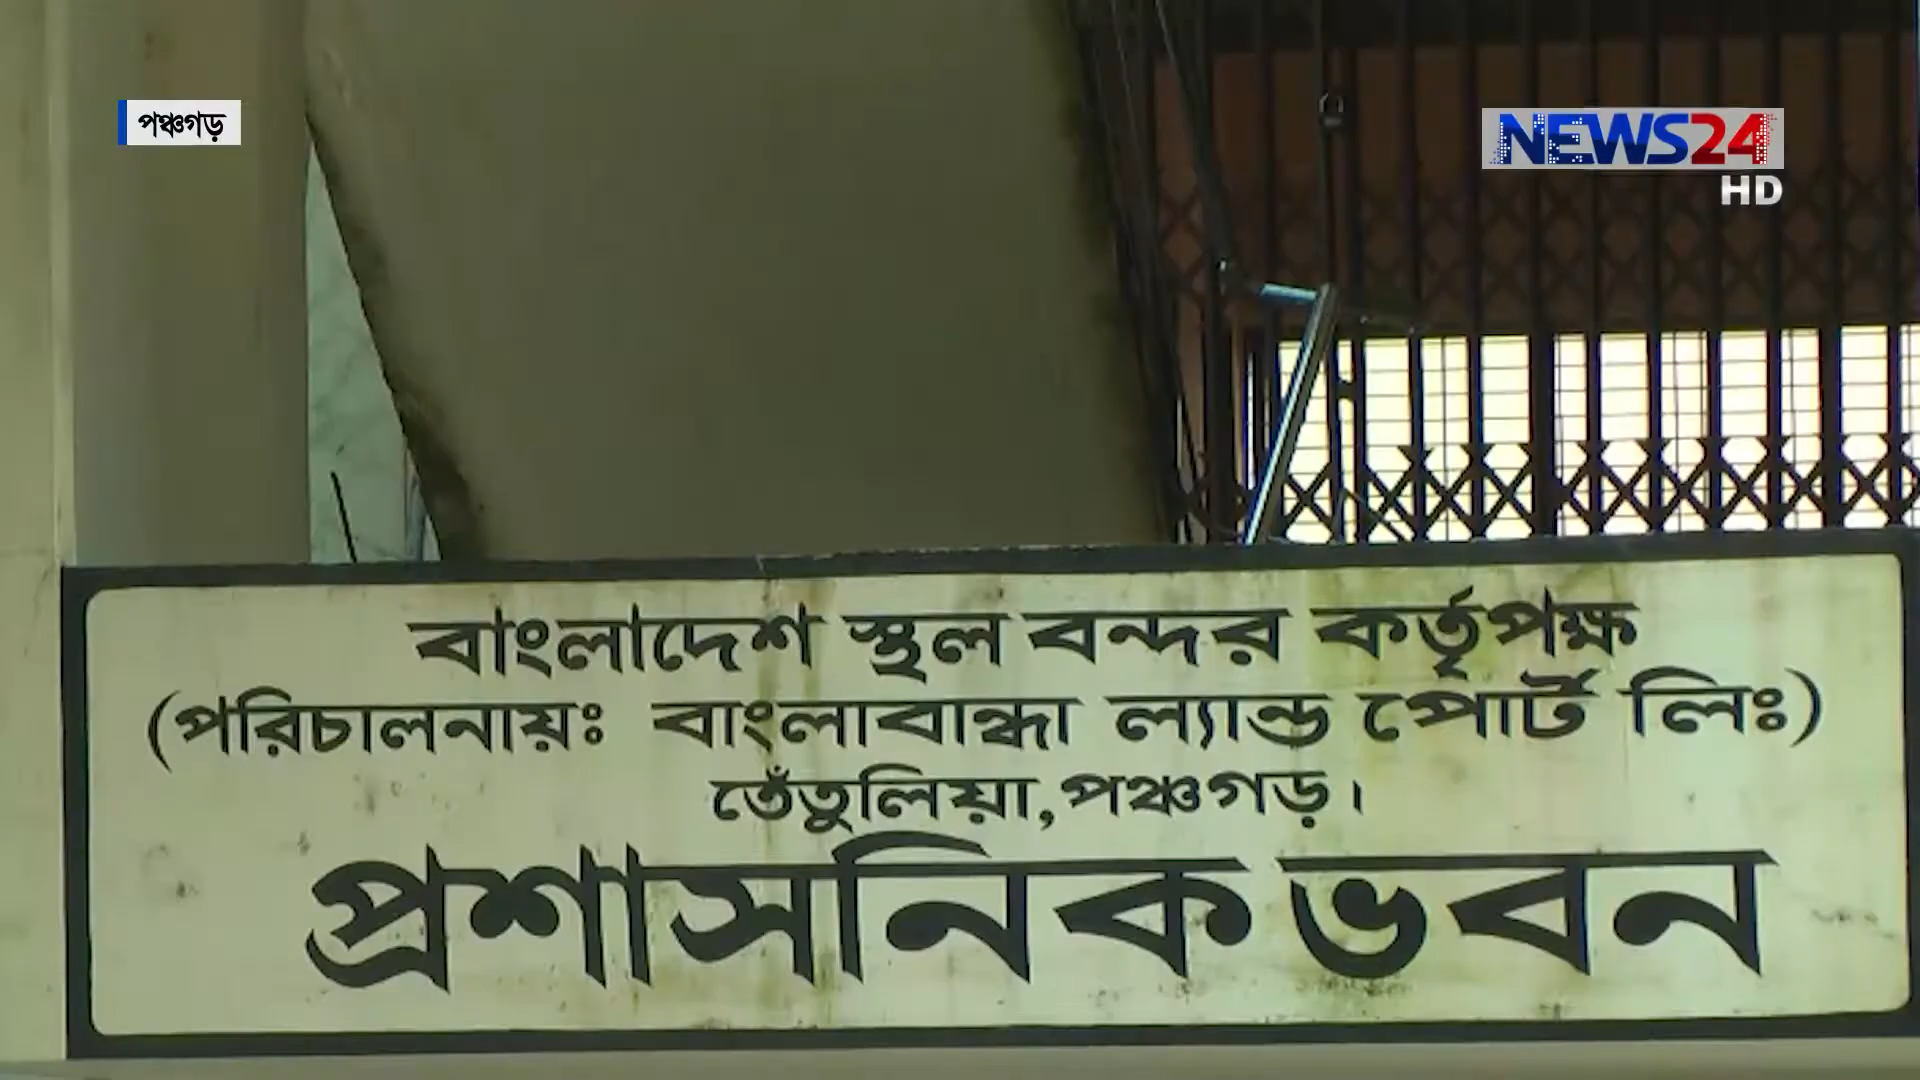 পঞ্চগড়
NEWS24
HD
বাংলাদেশ স্থল বন্দর কর্তৃপক্ষ
(পরিচালনায়ঃ বাংলাবান্ধা ল্যান্ড পোর্ট লিঃ)
তেঁতুলিয়া,পঞ্চগড়।
প্রশাসনিক ভবন